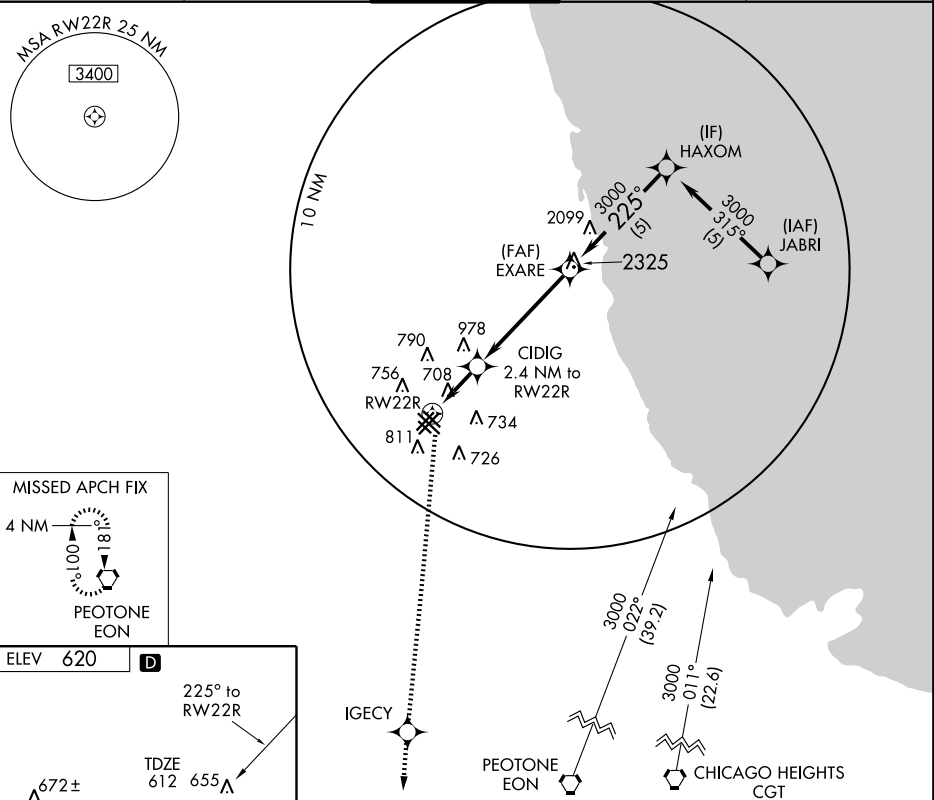 MSA RW22R 25 NM
3400
10 NM
(IF)
HAXOM
3000
225°
(5)
3000
315°
(5)
(IAF)
JABRI
2099
(FAF)
EXARE
2325
978
790
CIDIG
2.4 NM to
RW22R
756
708
RW22R
734
811
726
MISSED APCH FIX
4 NM
001°
181°
PEOTONE
EON
3000
022°
(39.2)
3000
011°
(22.6)
IGECY
PEOTONE
EON
CHICAGO HEIGHTS
CGT
ELEV 620
D
225° to
RW22R
TDZE
612
655
672±